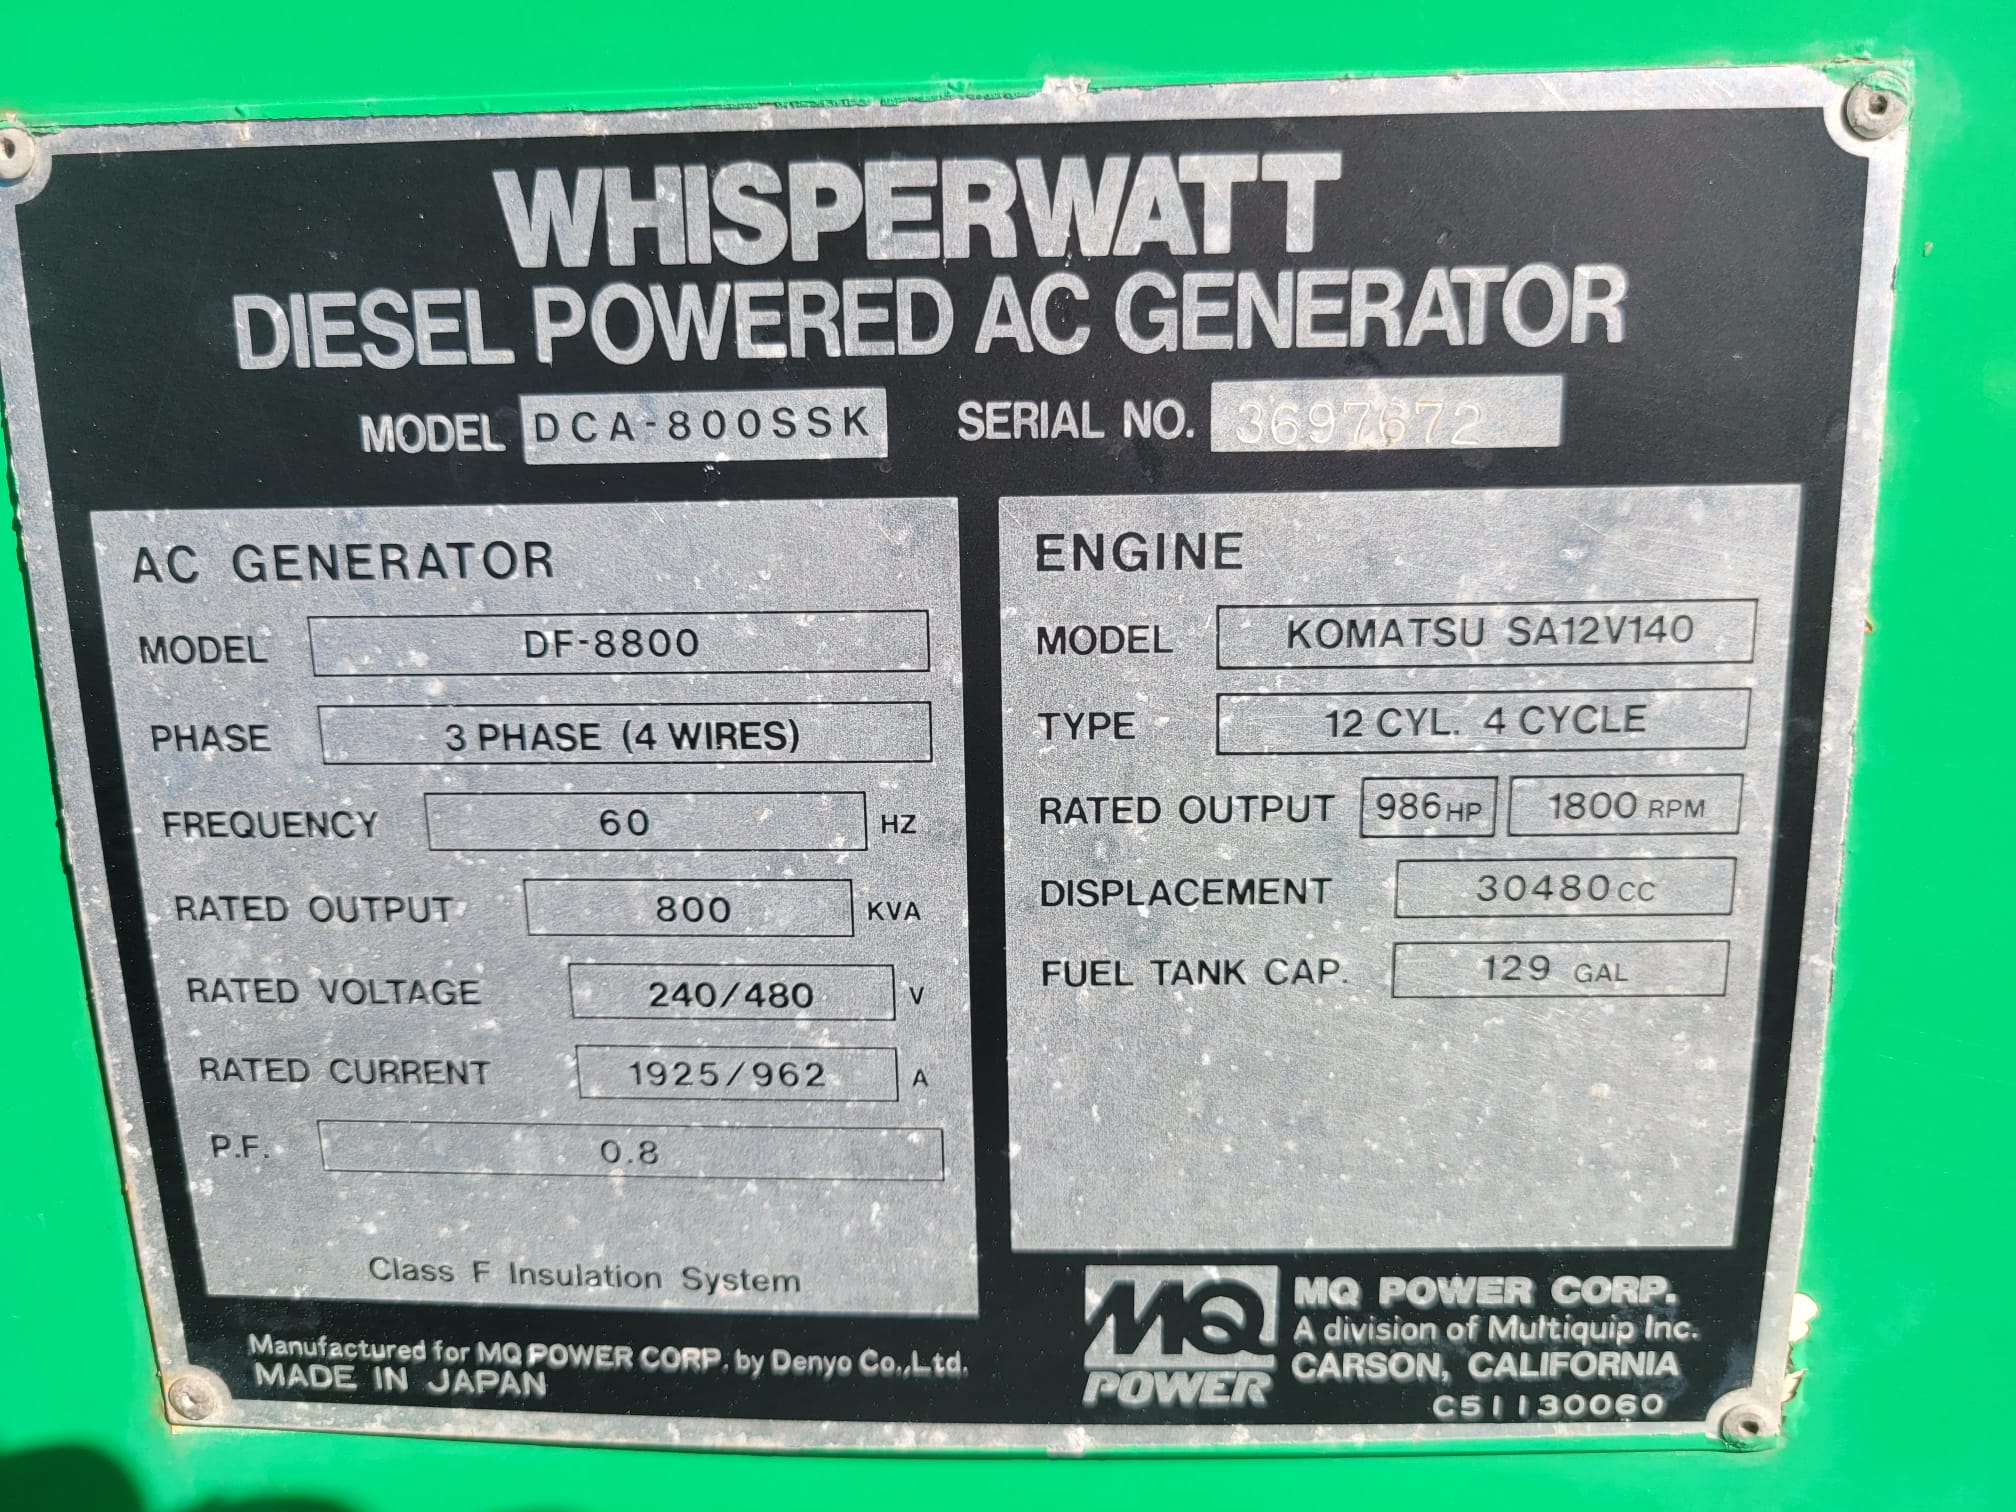 WHISPERWATT
DIESEL POWERED AC GENERATOR
MODEL DCA-800SSK SERIAL NO. 3697672
AC GENERATOR
MODEL DF-8800
PHASE 3 PHASE (4 WIRES)
FREQUENCY 60 HZ
RATED OUTPUT 800 KVA
RATED VOLTAGE 240/480 V
RATED CURRENT 1925/962 A
P.F. 0.8
Class F Insulation System
ENGINE
MODEL KOMATSU SA12V140
TYPE 12 CYL. 4 CYCLE
RATED OUTPUT 986HP 1800 RPM
DISPLACEMENT 30480CC
FUEL TANK CAP. 129 GAL
Manufactured for MQ POWER CORP. by Denyo Co.,Ltd.
MADE IN JAPAN
MQ
POWER
MQ POWER CORP.
A division of Multiquip Inc.
CARSON, CALIFORNIA
C51130060